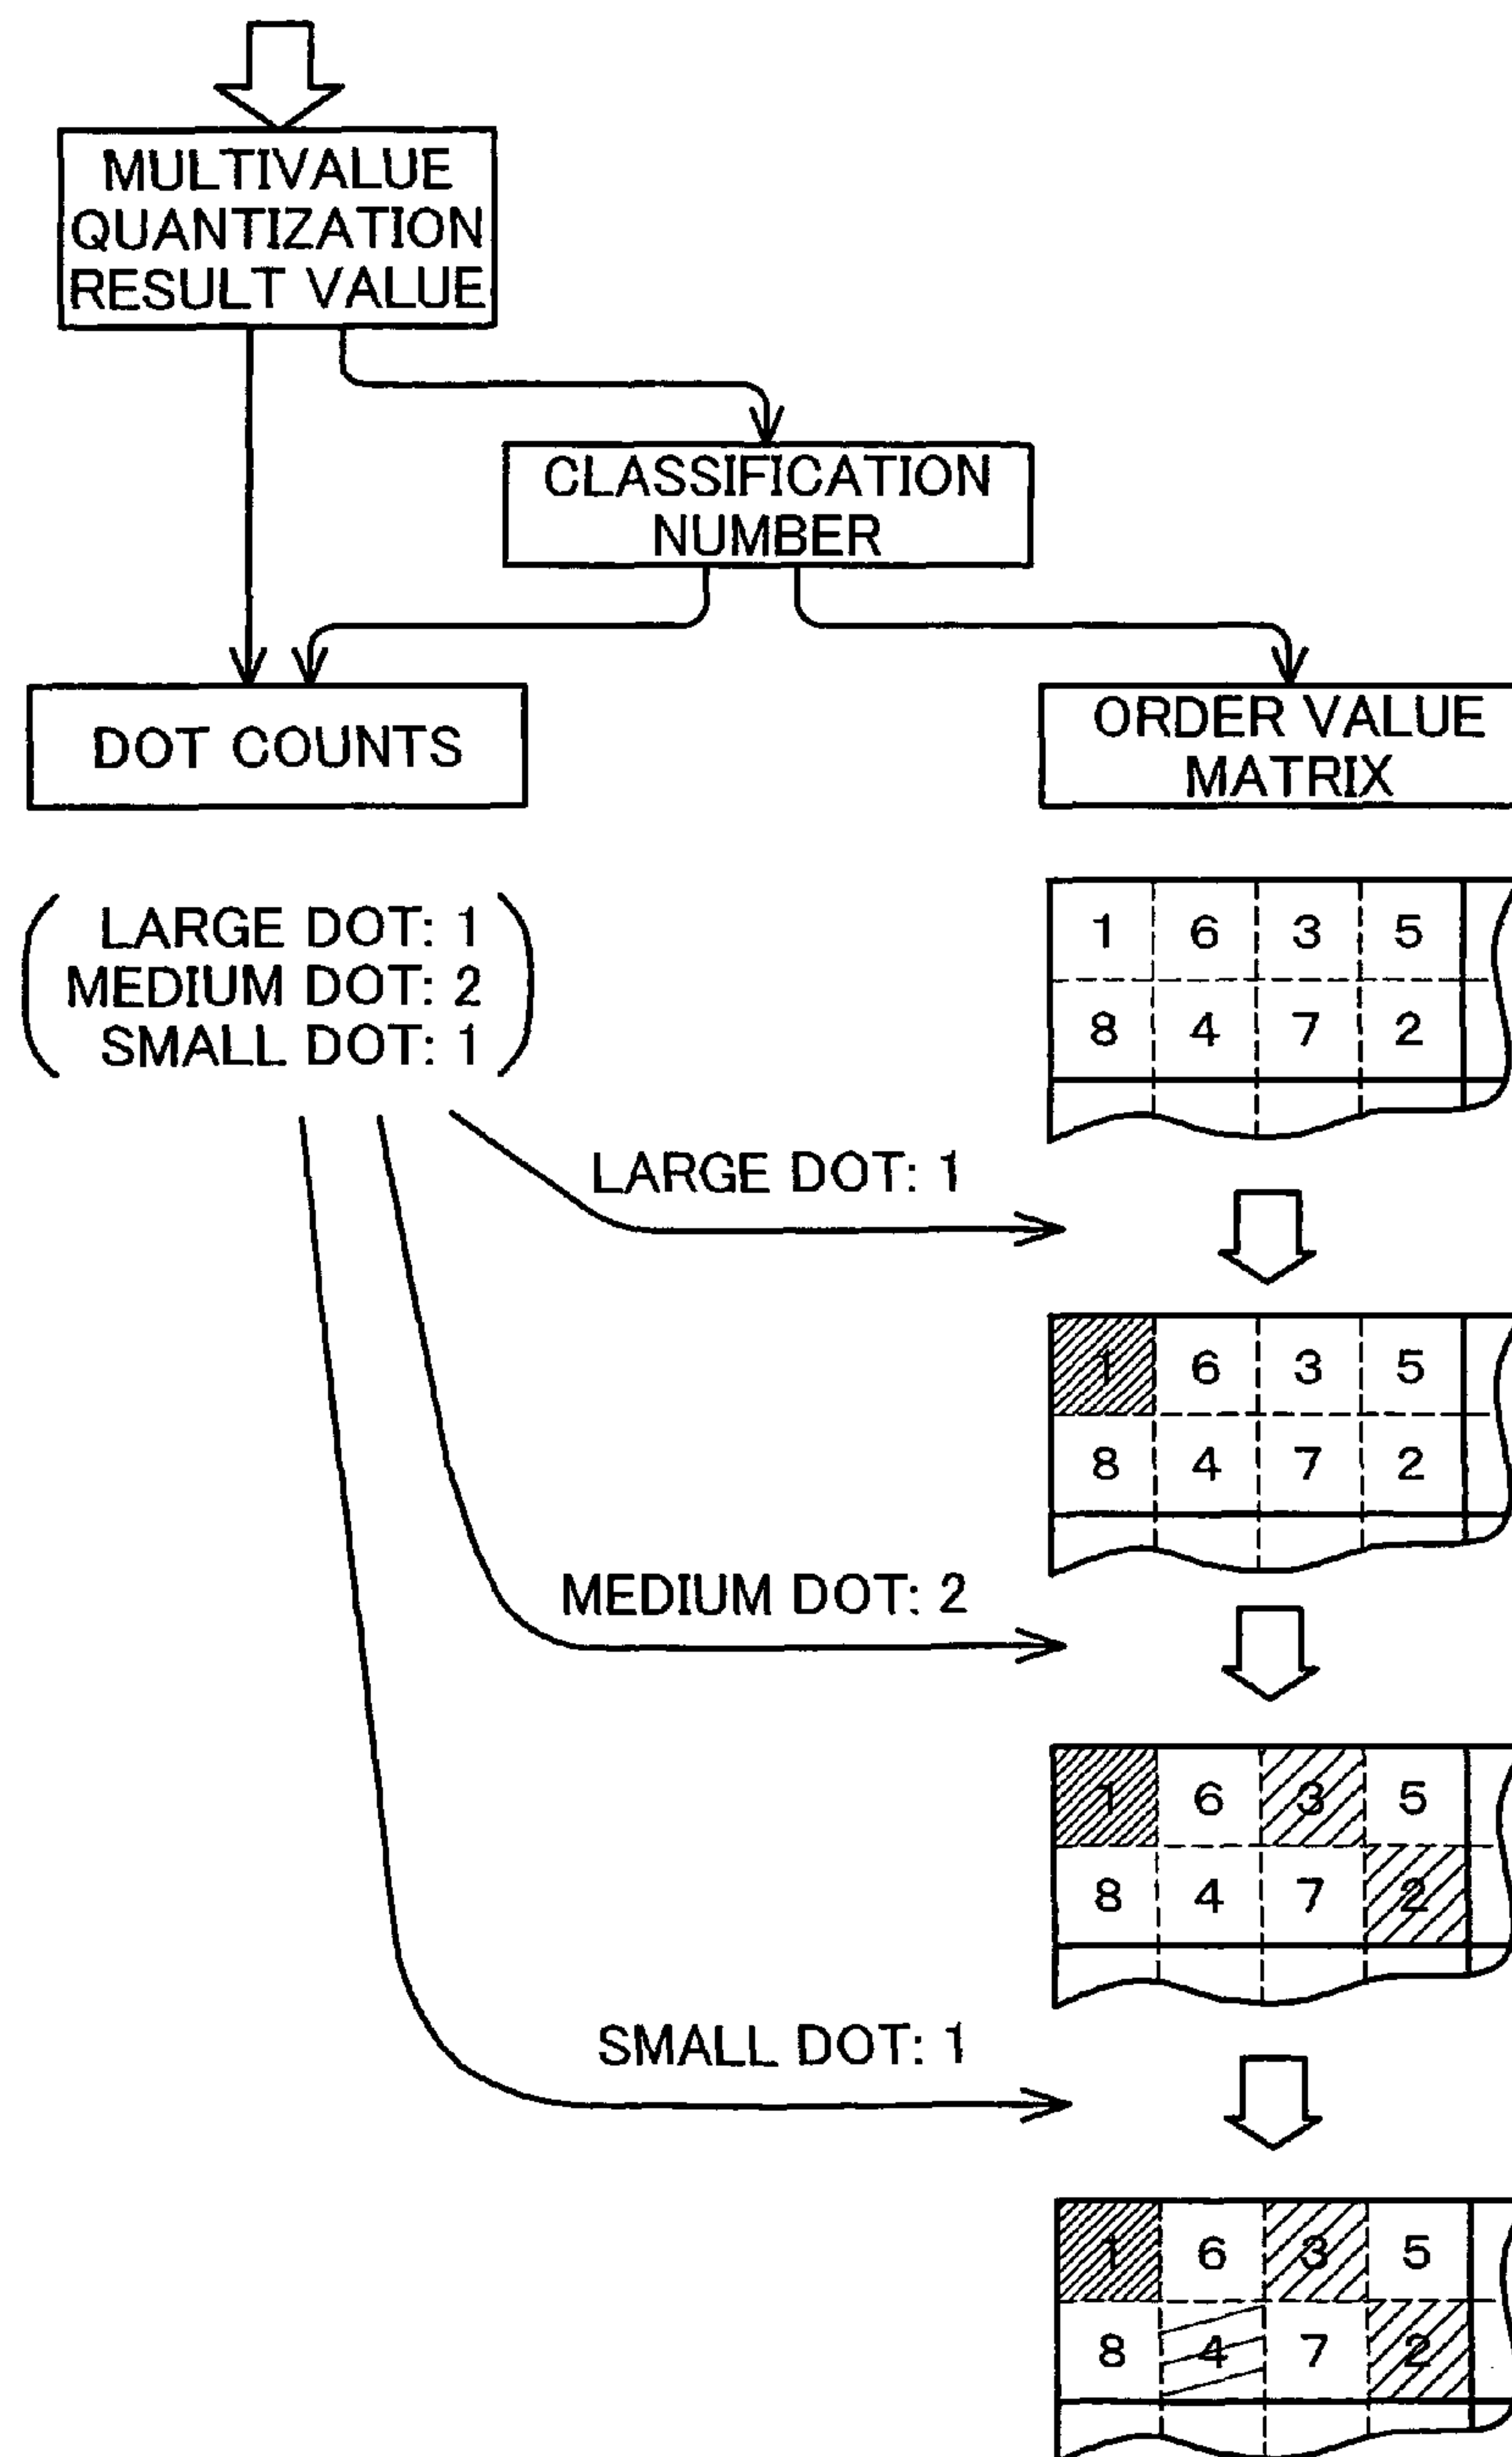 MULTIVALUE
QUANTIZATION
RESULT VALUE
CLASSIFICATION
NUMBER
DOT COUNTS
ORDER VALUE
MATRIX
LARGE DOT: 1
MEDIUM DOT: 2
SMALL DOT: 1
1 6 3 5
8 4 7 2
LARGE DOT: 1
1 6 3 5
8 4 7 2
MEDIUM DOT: 2
1 6 3 5
8 4 7 2
SMALL DOT: 1
1 6 3 5
8 4 7 2